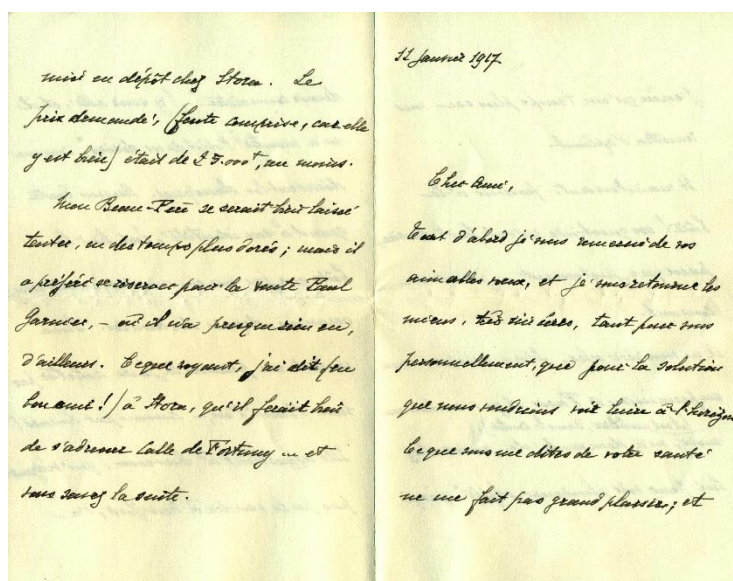 mise en dépôt chez Stora. Le
prix demandé, (fente comprise, car elle
y est bien) était de £ 5.000 +, au moins.
Mon Beau-Père se serait bien laissé
tenter, en des temps plus dorés ; mais il
a préféré se réserver pour la vente Paul
Garnier, - où il n'a presque rien eu,
d'ailleurs. Ce que voyant, j'ai dit (en
bon ami !) à Stora, qu'il ferait bien
de s'adresser Calle de Fortuny ... et
vous savez la suite.
11 Janvier 1917
Cher Ami,
Tout d'abord je vous remercie de vos
aimables vœux, et je vous retourne les
miens, très sincères, tant pour vous
personnellement, que pour la solution
que nous voudrions voir luire à l'horizon
Ce que vous me dites de votre santé
ne me fait pas grand plaisir ; et